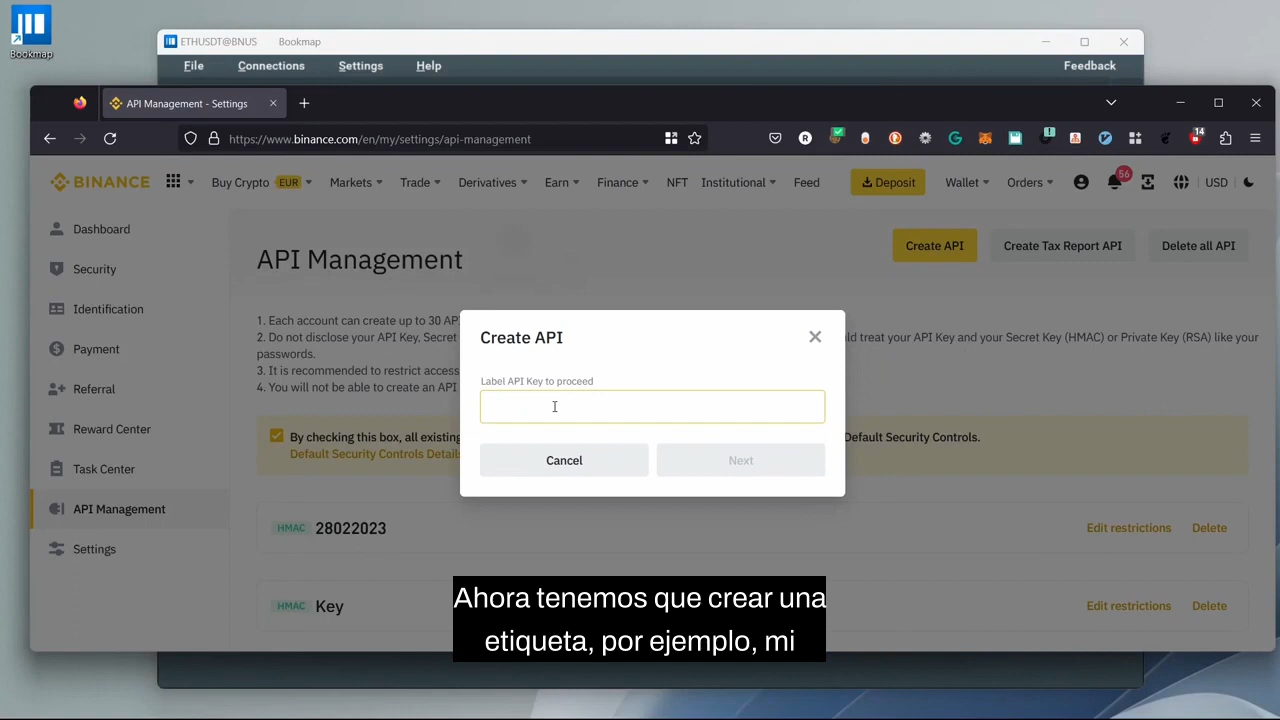 Bookmap
ETHUSDT@BNUS Bookmap
File Connections Settings Help Feedback
API Management - Settings
https://www.binance.com/en/my/settings/api-management
14
BINANCE Buy Crypto EUR Markets Trade Derivatives Earn Finance NFT Institutional Feed Deposit Wallet Orders 56 USD
Dashboard
Security
Identification
Payment
Referral
Reward Center
Task Center
API Management
Settings
API Management
Create API Create Tax Report API Delete all API
1. Each account can create up to 30 AP
2. Do not disclose your API Key, Secret uld treat your API Key and your Secret Key (HMAC) or Private Key (RSA) like your
passwords.
3. It is recommended to restrict access
4. You will not be able to create an API
By checking this box, all existing Default Security Controls.
Default Security Controls Details
Create API
Label API Key to proceed
Cancel Next
HMAC 28022023 Edit restrictions Delete
HMAC Key Edit restrictions Delete
Ahora tenemos que crear una
etiqueta, por ejemplo, mi